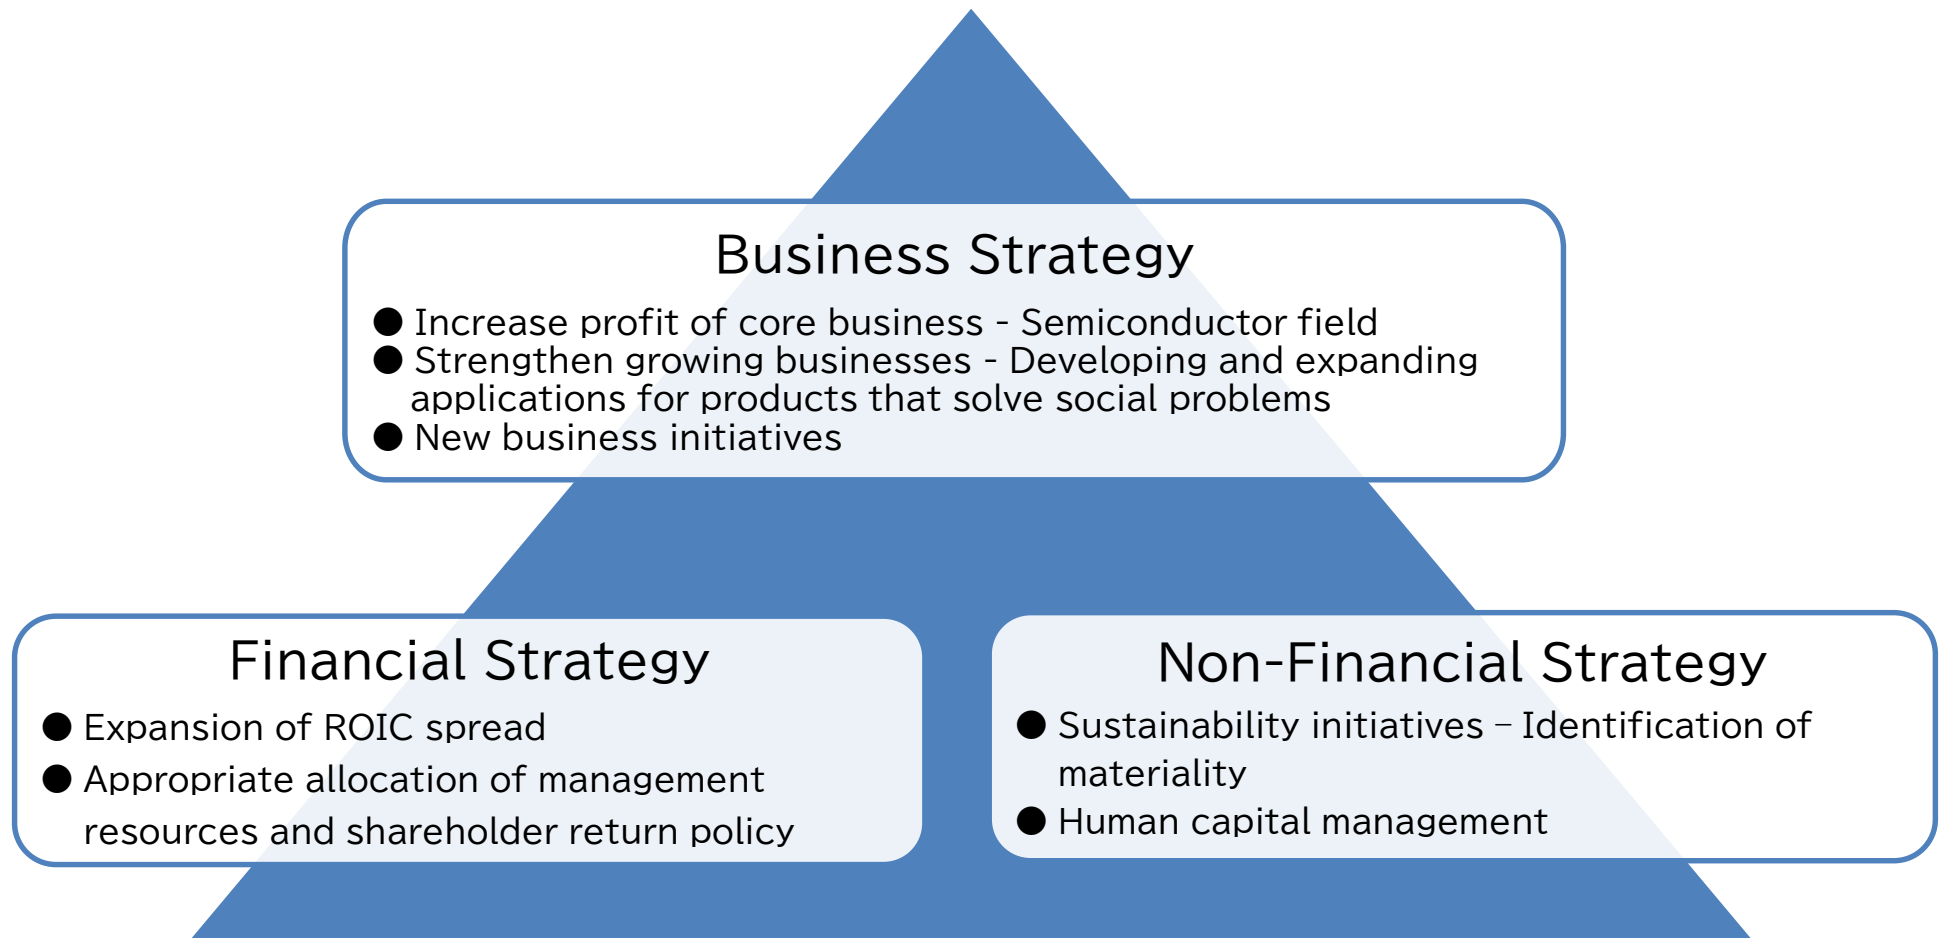 Business Strategy
● Increase profit of core business - Semiconductor field
● Strengthen growing businesses - Developing and expanding
applications for products that solve social problems
● New business initiatives
Financial Strategy
● Expansion of ROIC spread
● Appropriate allocation of management
resources and shareholder return policy
Non-Financial Strategy
● Sustainability initiatives – Identification of
materiality
● Human capital management